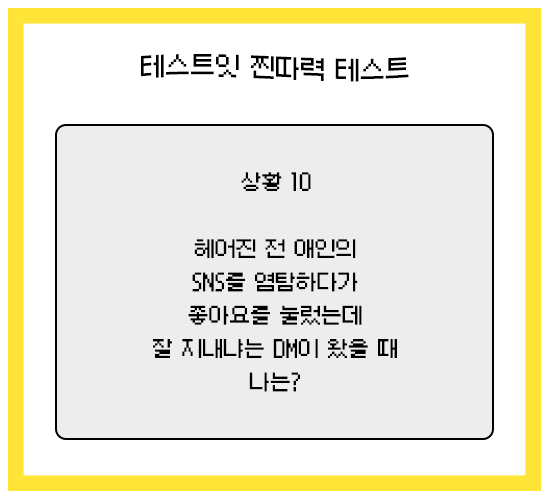 테스트잇 찐따력 테스트
상황 10
헤어진 전 애인의
SNS를 염탐하다가
좋아요를 눌렀는데
잘 지내냐는 DM이 왔을 때
나는?